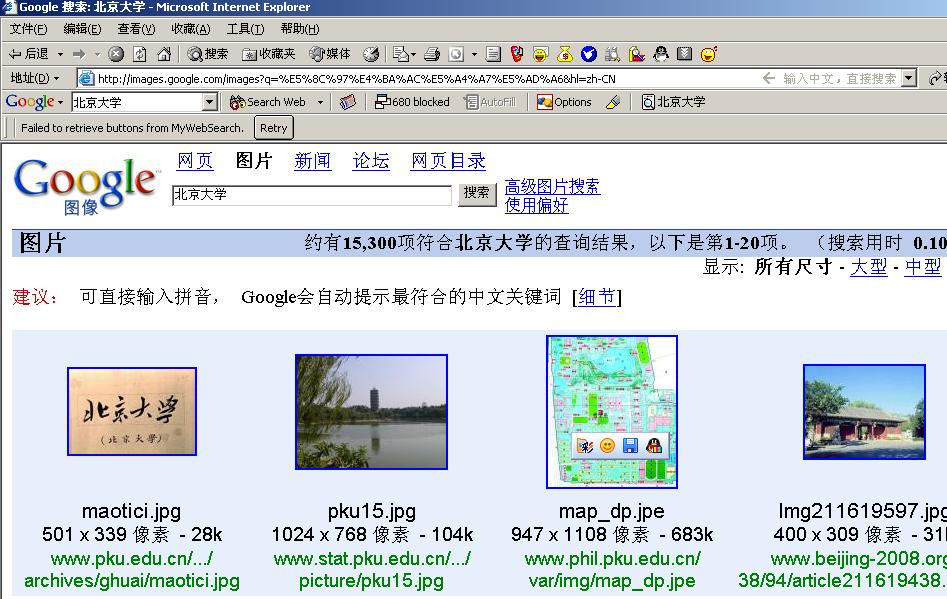 Google 搜索: 北京大学 - Microsoft Internet Explorer
文件(F) 编辑(E) 查看(V) 收藏(A) 工具(T) 帮助(H)
后退 搜索 收藏夹 媒体
地址(D) http://images.google.com/images?q=%E5%8C%97%E4%BA%AC%E5%A4%A7%E5%AD%A6&hl=zh-CN 输入中文，直接搜索
Google 北京大学 Search Web 680 blocked AutoFill Options 北京大学
Failed to retrieve buttons from MyWebSearch. Retry
网页 图片 新闻 论坛 网页目录
Google 图像
北京大学 搜索 高级图片搜索
使用偏好
图片 约有15,300项符合北京大学的查询结果，以下是第1-20项。 （搜索用时 0.10
显示: 所有尺寸 - 大型 - 中型
建议： 可直接输入拼音， Google会自动提示最符合的中文关键词 [细节]
北京大学
(北京大學)
maotici.jpg pku15.jpg map_dp.jpe Img211619597.jpg
501 x 339 像素 - 28k 1024 x 768 像素 - 104k 947 x 1108 像素 - 683k 400 x 309 像素 - 31k
www.pku.edu.cn/.../ www.stat.pku.edu.cn/.../ www.phil.pku.edu.cn/ www.beijing-2008.org
archives/ghuai/maotici.jpg picture/pku15.jpg var/img/map_dp.jpe 38/94/article211619438.